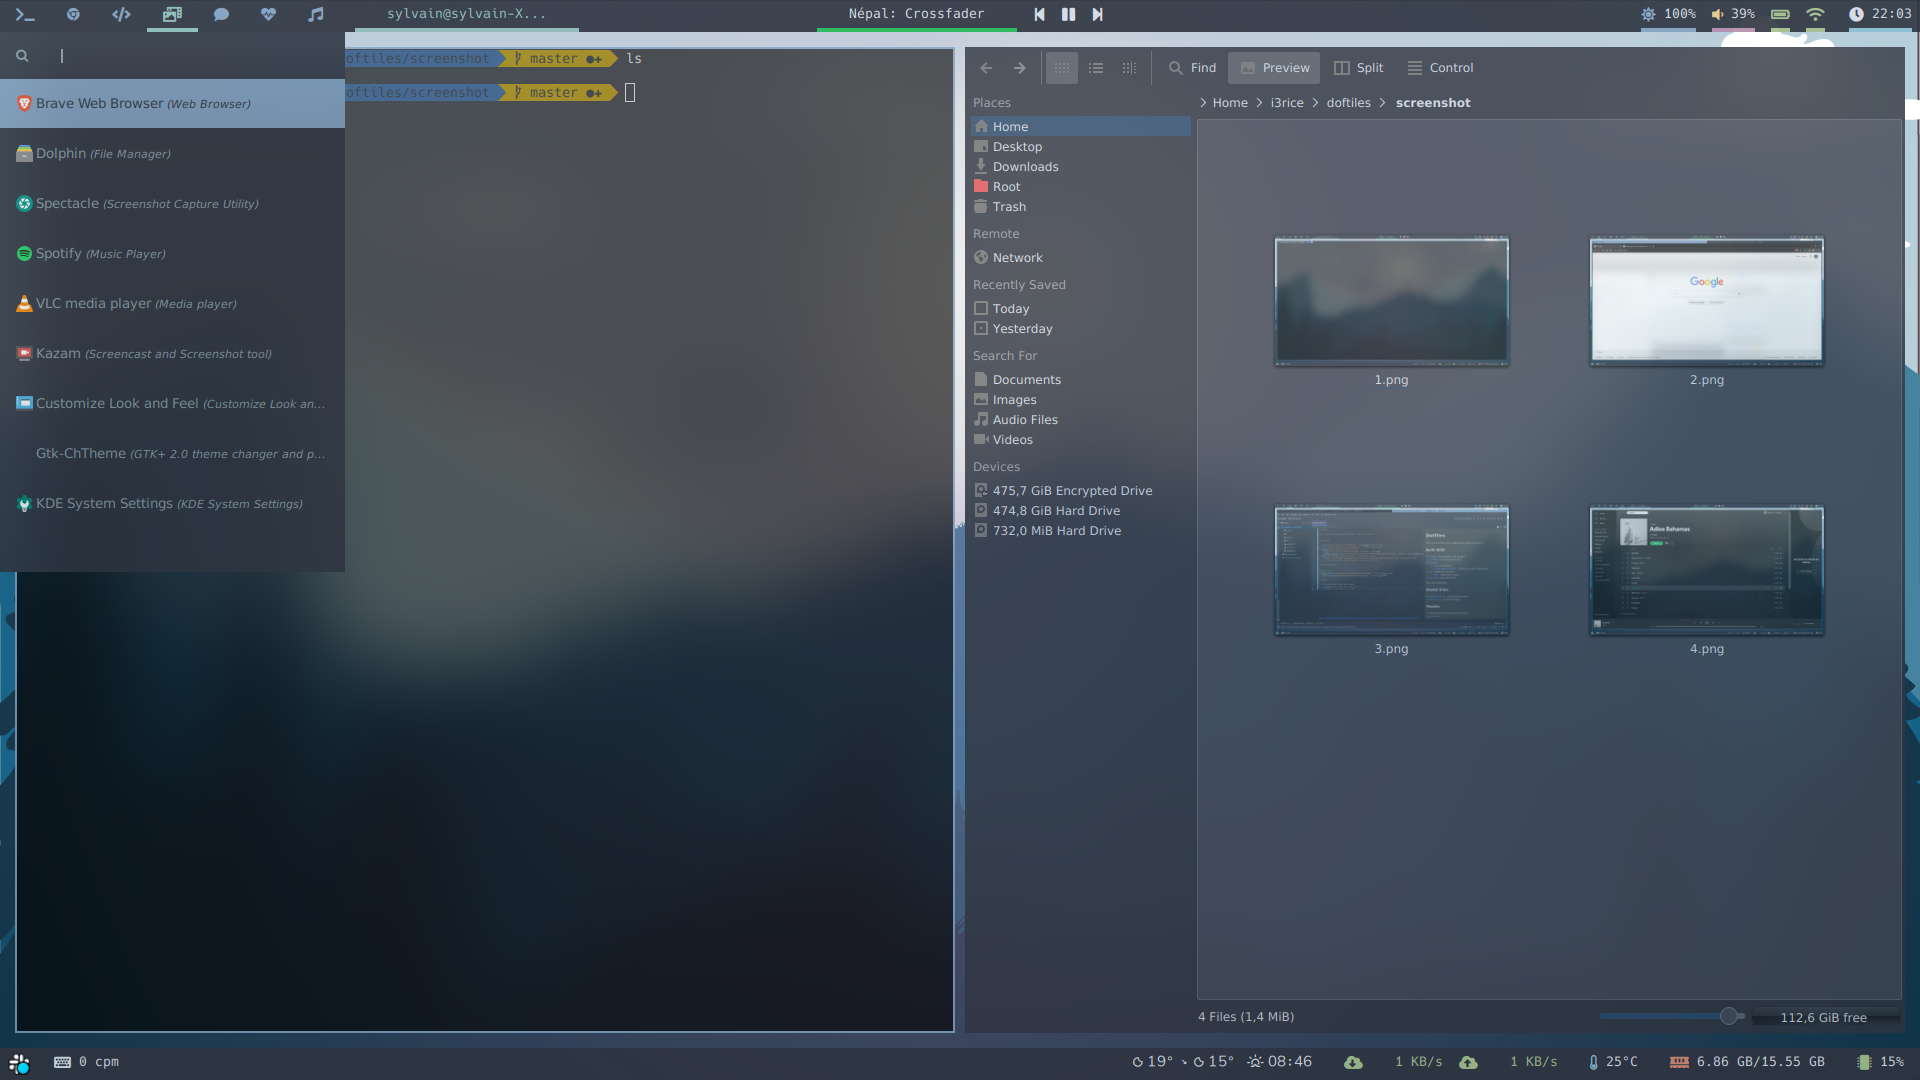 sylvain@sylvain-X...
Népal: Crossfader
100%
39%
22:03
Brave Web Browser (Web Browser)
Dolphin (File Manager)
Spectacle (Screenshot Capture Utility)
Spotify (Music Player)
VLC media player (Media player)
Kazam (Screencast and Screenshot tool)
Customize Look and Feel (Customize Look an...
Gtk-ChTheme (GTK+ 2.0 theme changer and p...
KDE System Settings (KDE System Settings)
oftiles/screenshot master ●+ ls
oftiles/screenshot master ●+
Find
Preview
Split
Control
Places
Home
Desktop
Downloads
Root
Trash
Remote
Network
Recently Saved
Today
Yesterday
Search For
Documents
Images
Audio Files
Videos
Devices
475,7 GiB Encrypted Drive
474,8 GiB Hard Drive
732,0 MiB Hard Drive
> Home > i3rice > doftiles > screenshot
Google
1.png
2.png
Adios Bahamas
3.png
4.png
4 Files (1,4 MiB)
112,6 GiB free
0 cpm
19°
15°
08:46
1 KB/s
1 KB/s
25°C
6.86 GB/15.55 GB
15%